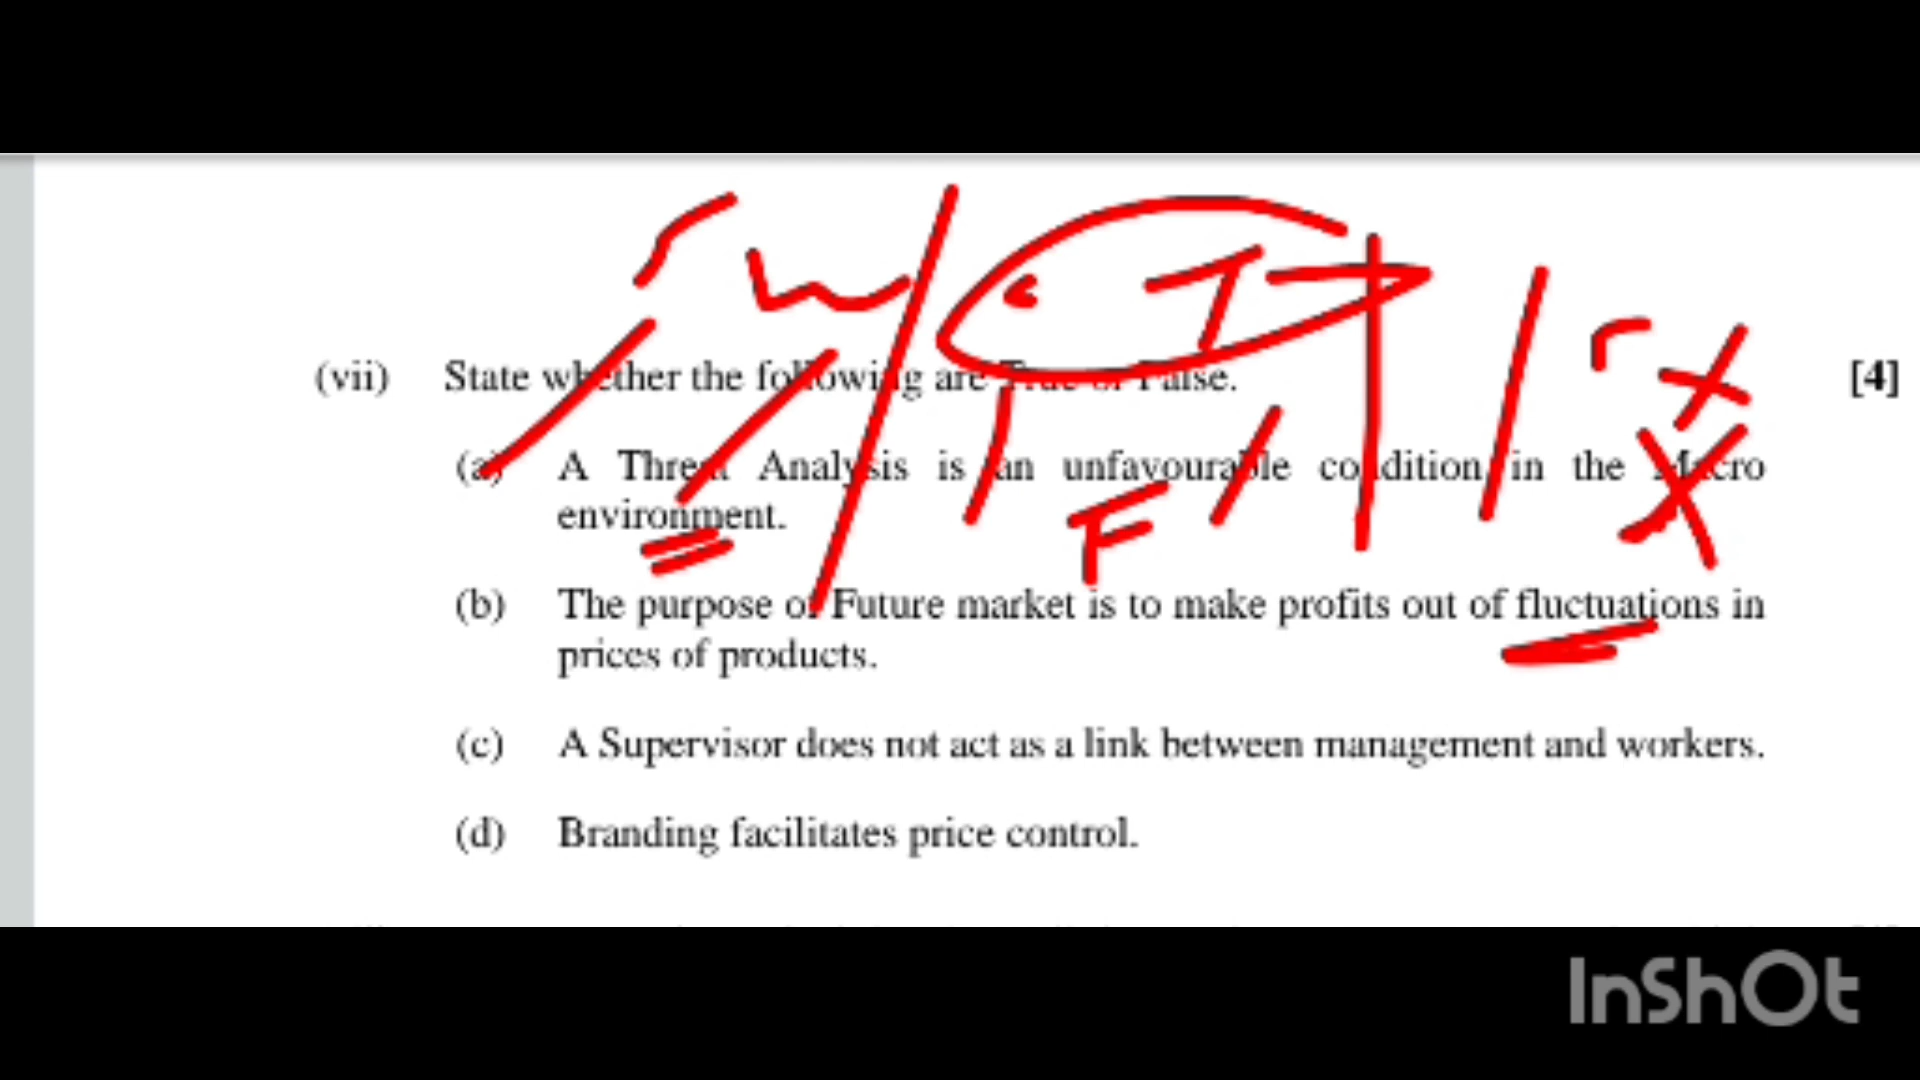 (vii) State whether the following are True or False. [4]
(a) A Threat Analysis is an unfavourable condition in the Macro
environment.
F
(b) The purpose of Future market is to make profits out of fluctuations in
prices of products.
(c) A Supervisor does not act as a link between management and workers.
(d) Branding facilitates price control.
InShOt